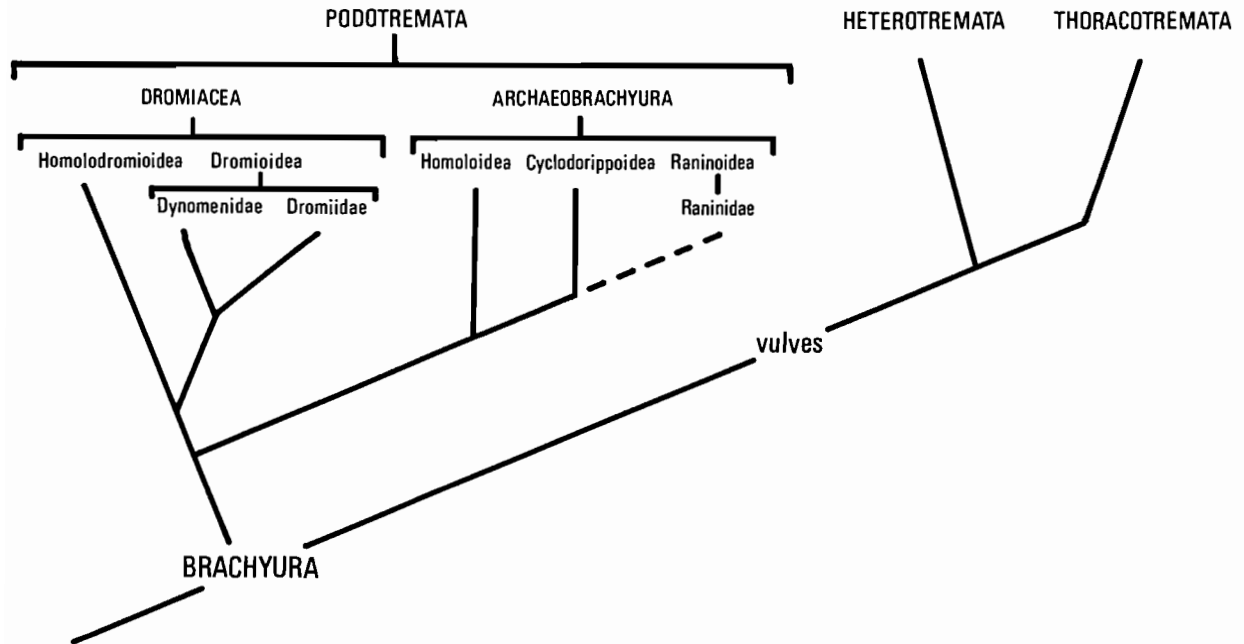 PODOTREMATA HETEROTREMATA THORACOTREMATA
DROMIACEA ARCHAEOBRACHYURA
Homolodromioidea Dromioidea Homoloidea Cyclodorippoidea Raninoidea
Dynomenidae Dromiidae Raninidae
vulves
BRACHYURA